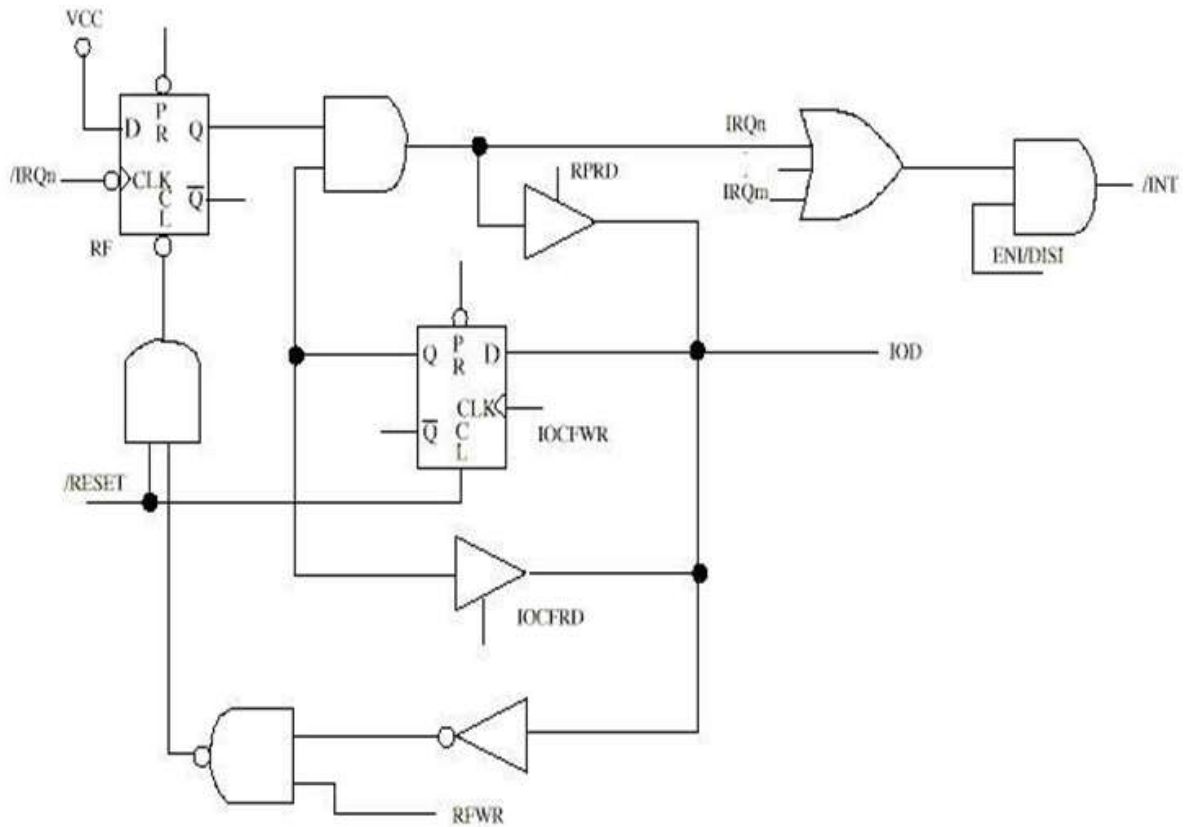 VCC
P
R
D
Q
/IRQn
CLK
C
L
Q
RF
IRQn
IRQm
RPRD
/INT
ENI/DISI
Q
P
R
D
IOD
CLK
C
L
Q
IOCFWR
/RESET
IOCFRD
RFWR